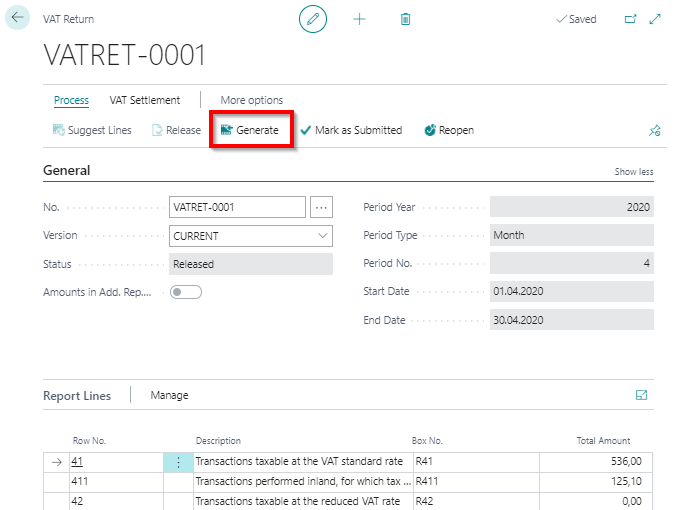 VAT Return
Saved
VATRET-0001
Process VAT Settlement More options
Suggest Lines Release Generate Mark as Submitted Reopen
General Show less
No. VATRET-0001 ... Period Year 2020
Version CURRENT Period Type Month
Status Released Period No. 4
Amounts in Add. Rep.... Start Date 01.04.2020
End Date 30.04.2020
Report Lines Manage
Row No. Description Box No. Total Amount
41 Transactions taxable at the VAT standard rate R41 536,00
411 Transactions performed inland, for which tax ... R411 125,10
42 Transactions taxable at the reduced VAT rate R42 0,00